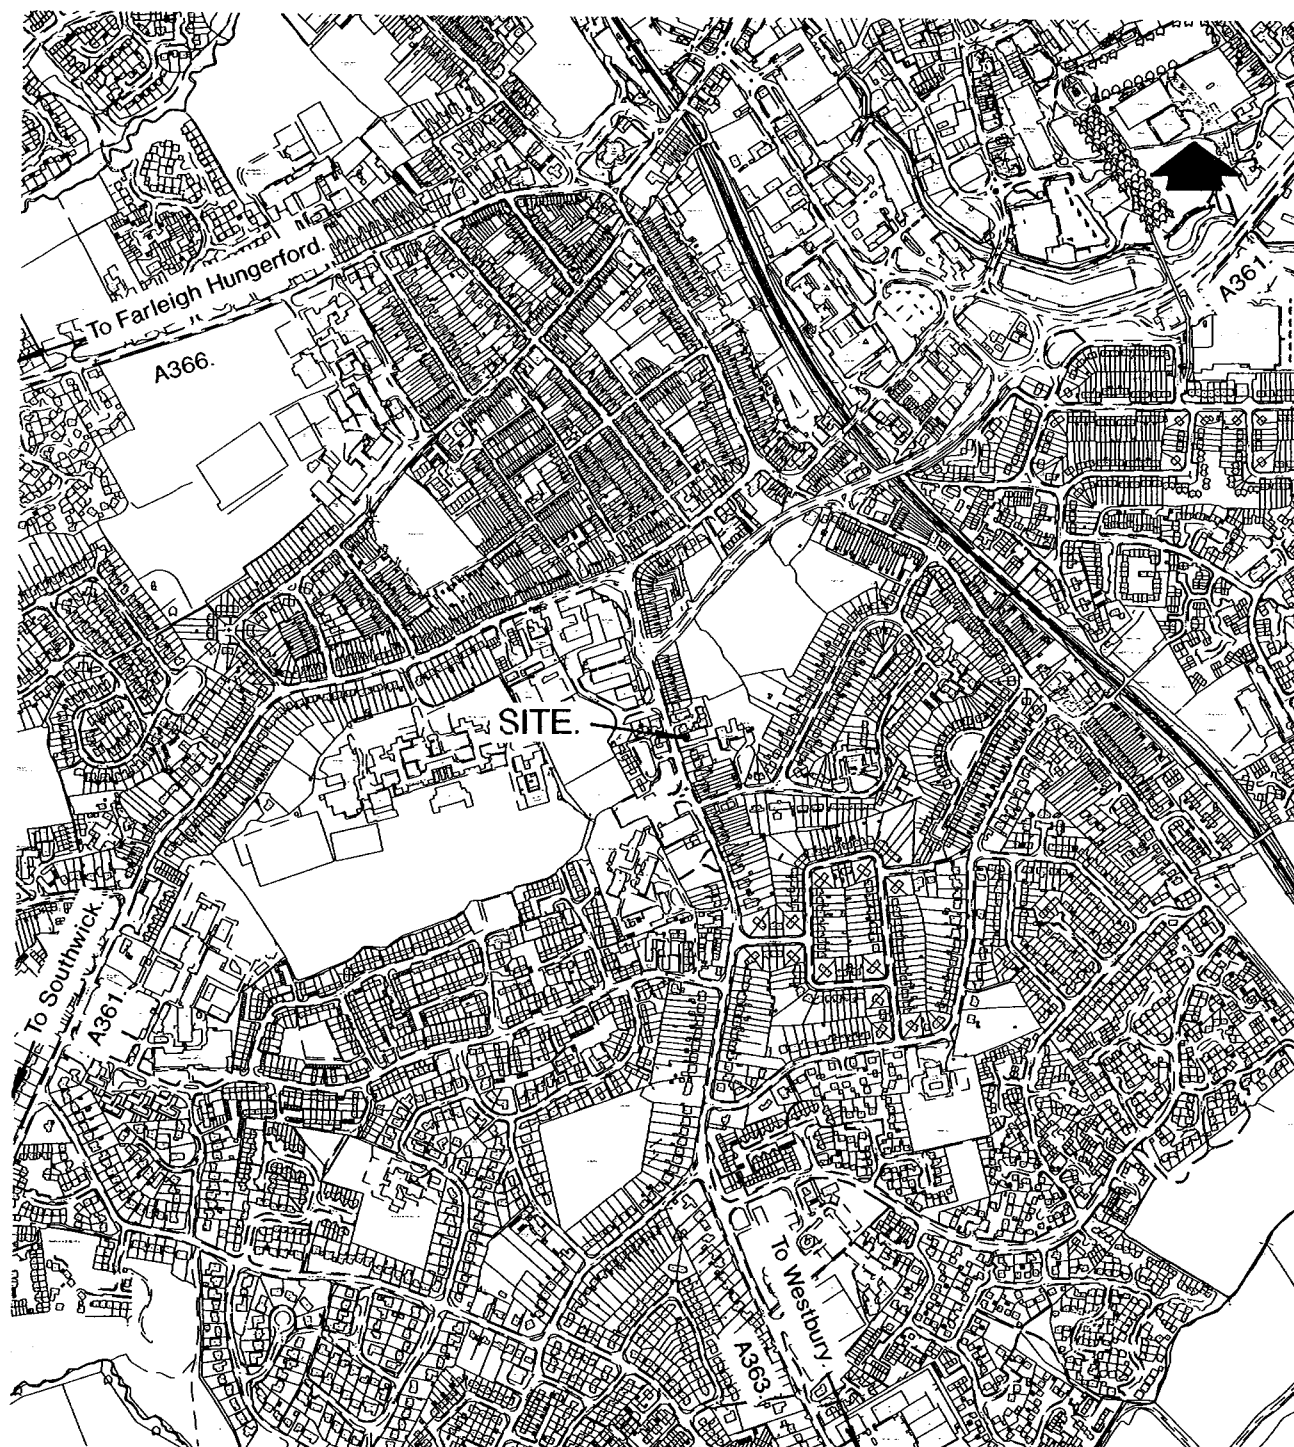 To Farleigh Hungerford.
A366.
A361.
SITE.
To Southwick.
A361.
To Westbury.
A363